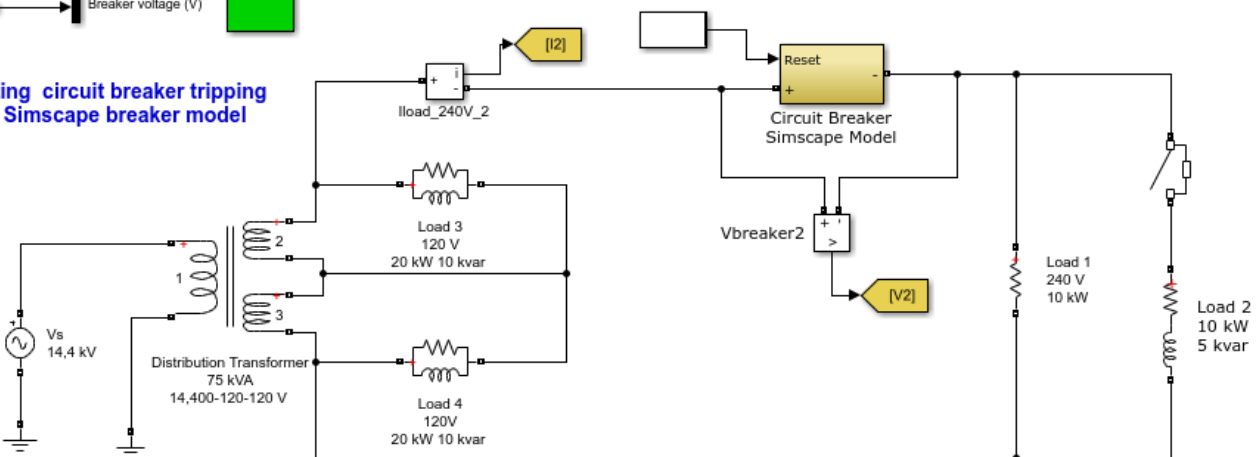 Breaker voltage (V)
ing circuit breaker tripping
Simscape breaker model
[I2]
+
i
-
Iload_240V_2
Reset
+
-
Circuit Breaker
Simscape Model
Load 3
120 V
20 kW 10 kvar
1
2
3
Vs
14,4 kV
Distribution Transformer
75 kVA
14,400-120-120 V
Load 4
120V
20 kW 10 kvar
Vbreaker2
+ -
v
[V2]
Load 1
240 V
10 kW
Load 2
10 kW
5 kvar